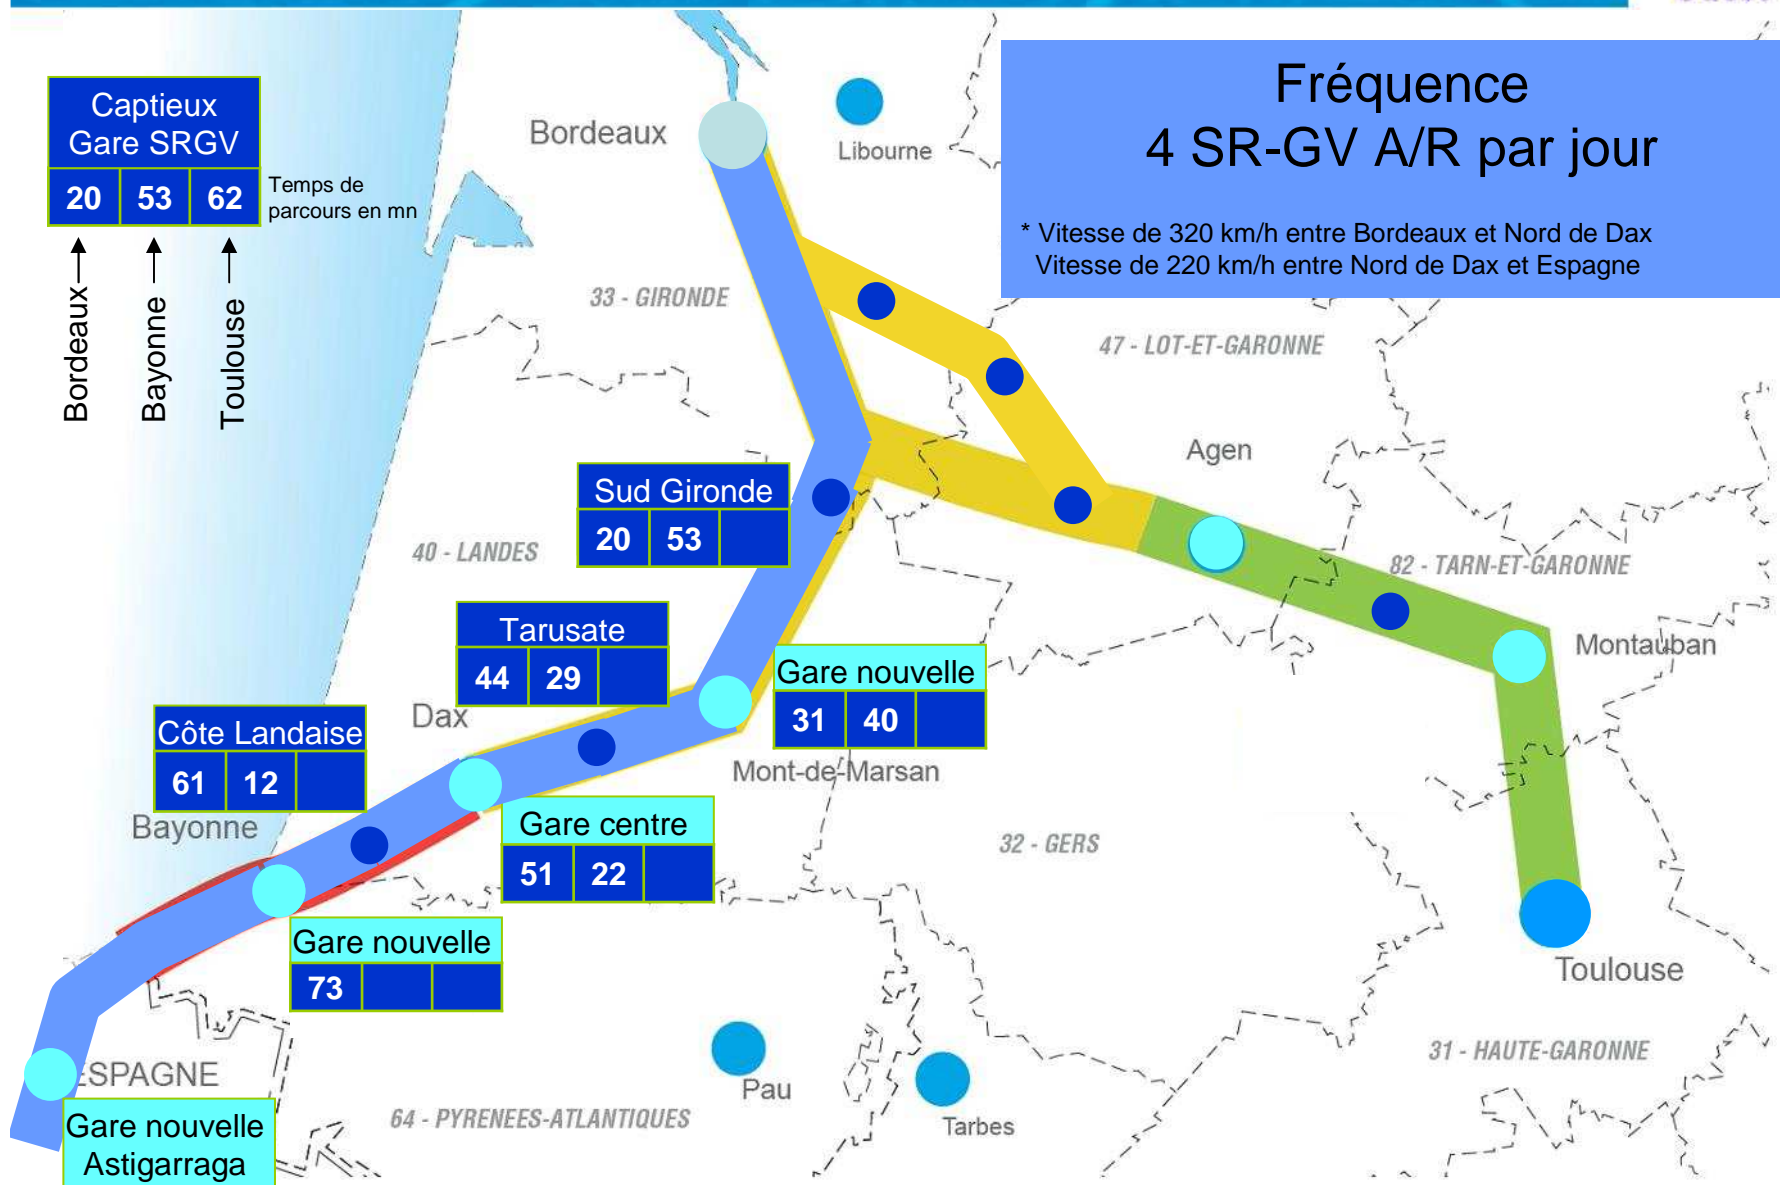 Captieux
Gare SRGV
20 53 62
Temps de
parcours en mn
Bordeaux
Bayonne
Toulouse
Fréquence
4 SR-GV A/R par jour
* Vitesse de 320 km/h entre Bordeaux et Nord de Dax
Vitesse de 220 km/h entre Nord de Dax et Espagne
Bordeaux
Libourne
33 - GIRONDE
47 - LOT-ET-GARONNE
Agen
Sud Gironde
20 53
40 - LANDES
82 - TARN-ET-GARONNE
Tarusate
44 29
Montauban
Gare nouvelle
31 40
Dax
Côte Landaise
61 12
Mont-de-Marsan
Bayonne
Gare centre
51 22
32 - GERS
Gare nouvelle
73
Toulouse
31 - HAUTE-GARONNE
ESPAGNE
Pau
64 - PYRENEES-ATLANTIQUES
Tarbes
Gare nouvelle
Astigarraga